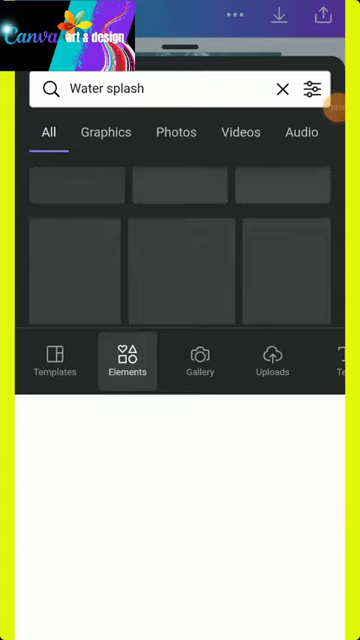 Canva art & design
Water splash
All Graphics Photos Videos Audio
Templates Elements Gallery Uploads